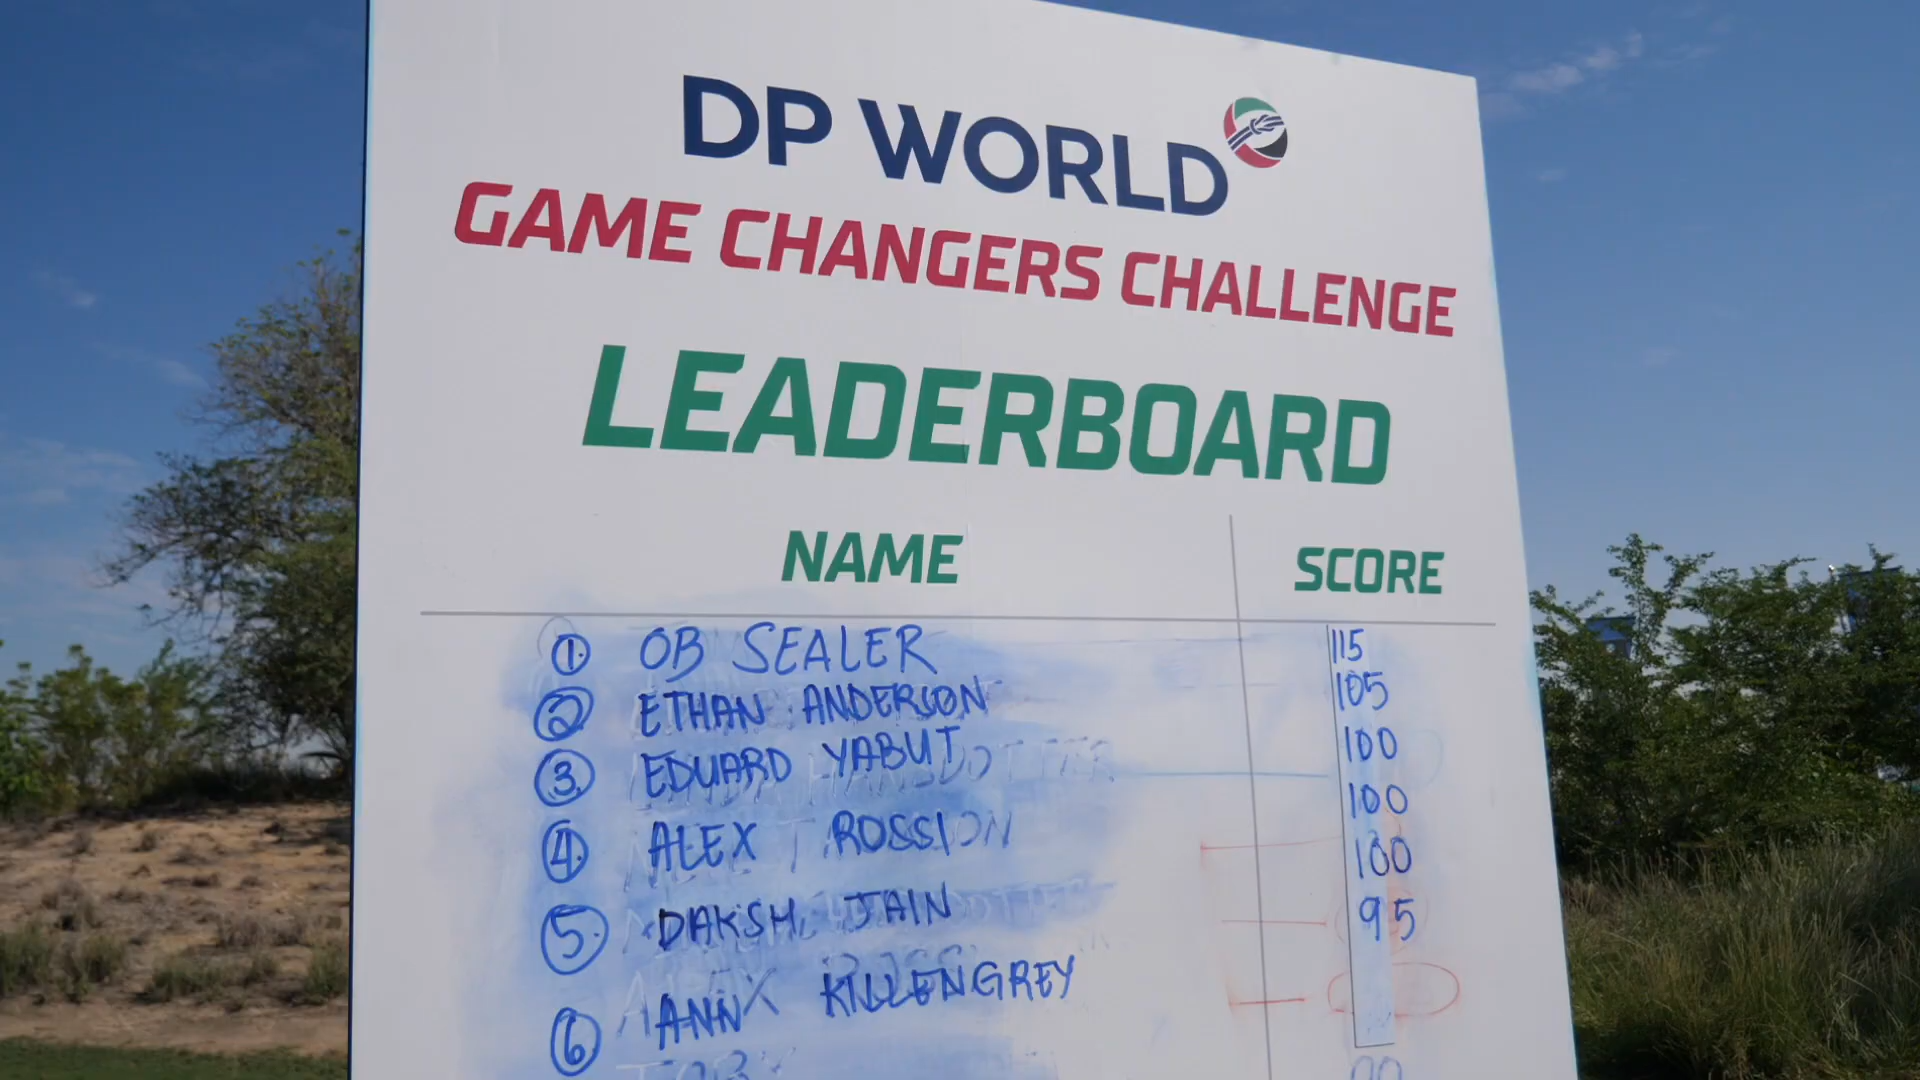 DP WORLD
GAME CHANGERS CHALLENGE
LEADERBOARD
NAME SCORE
1 OB SEALER 115
2 ETHAN ANDERSON 105
3 EDUARD YABUT 100
4 ALEX ROSSI 100
5 DAKSH JAIN 100
6 ANN KILLENGREY 95